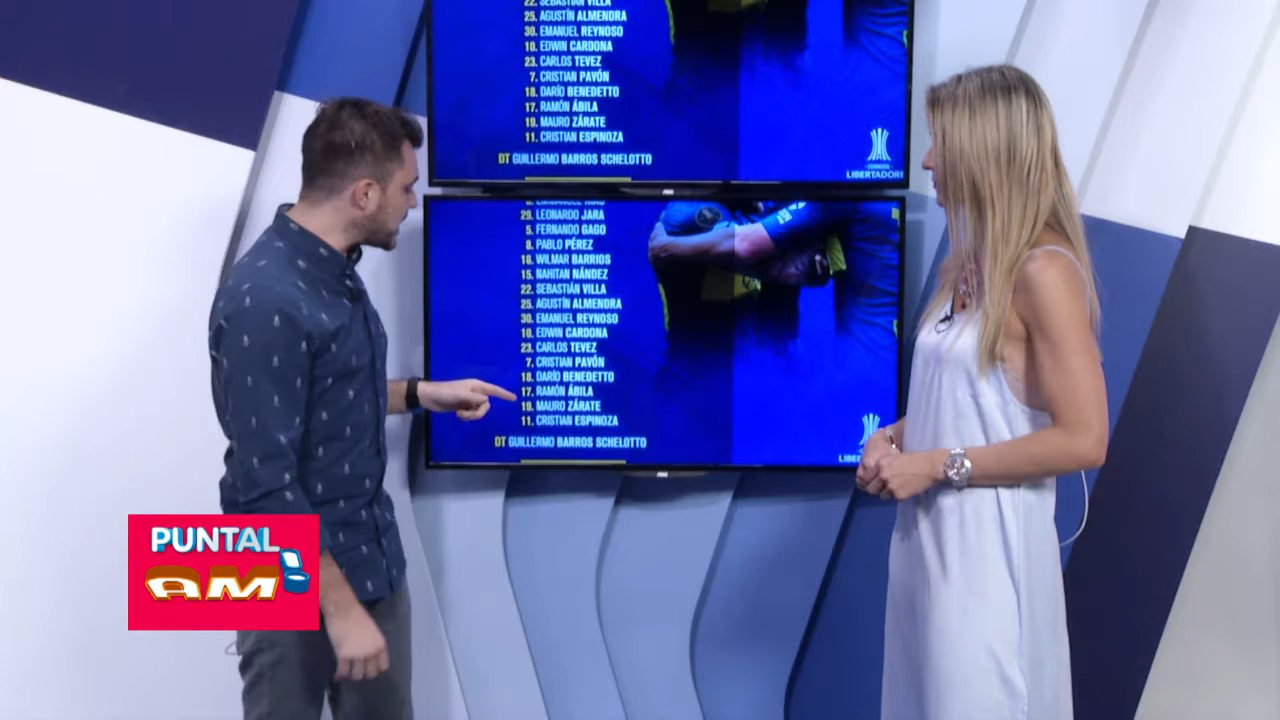 22. SEBASTIÁN VILLA
25. AGUSTÍN ALMENDRA
30. EMANUEL REYNOSO
10. EDWIN CARDONA
23. CARLOS TEVEZ
7. CRISTIAN PAVÓN
18. DARÍO BENEDETTO
17. RAMÓN ÁBILA
19. MAURO ZÁRATE
11. CRISTIAN ESPINOZA
DT GUILLERMO BARROS SCHELOTTO
CONMEBOL
LIBERTADORES
29. LEONARDO JARA
5. FERNANDO GAGO
8. PABLO PÉREZ
16. WILMAR BARRIOS
15. NAHITAN NÁNDEZ
22. SEBASTIÁN VILLA
25. AGUSTÍN ALMENDRA
30. EMANUEL REYNOSO
10. EDWIN CARDONA
23. CARLOS TEVEZ
7. CRISTIAN PAVÓN
18. DARÍO BENEDETTO
17. RAMÓN ÁBILA
19. MAURO ZÁRATE
11. CRISTIAN ESPINOZA
DT GUILLERMO BARROS SCHELOTTO
LIBER
PUNTAL
AM